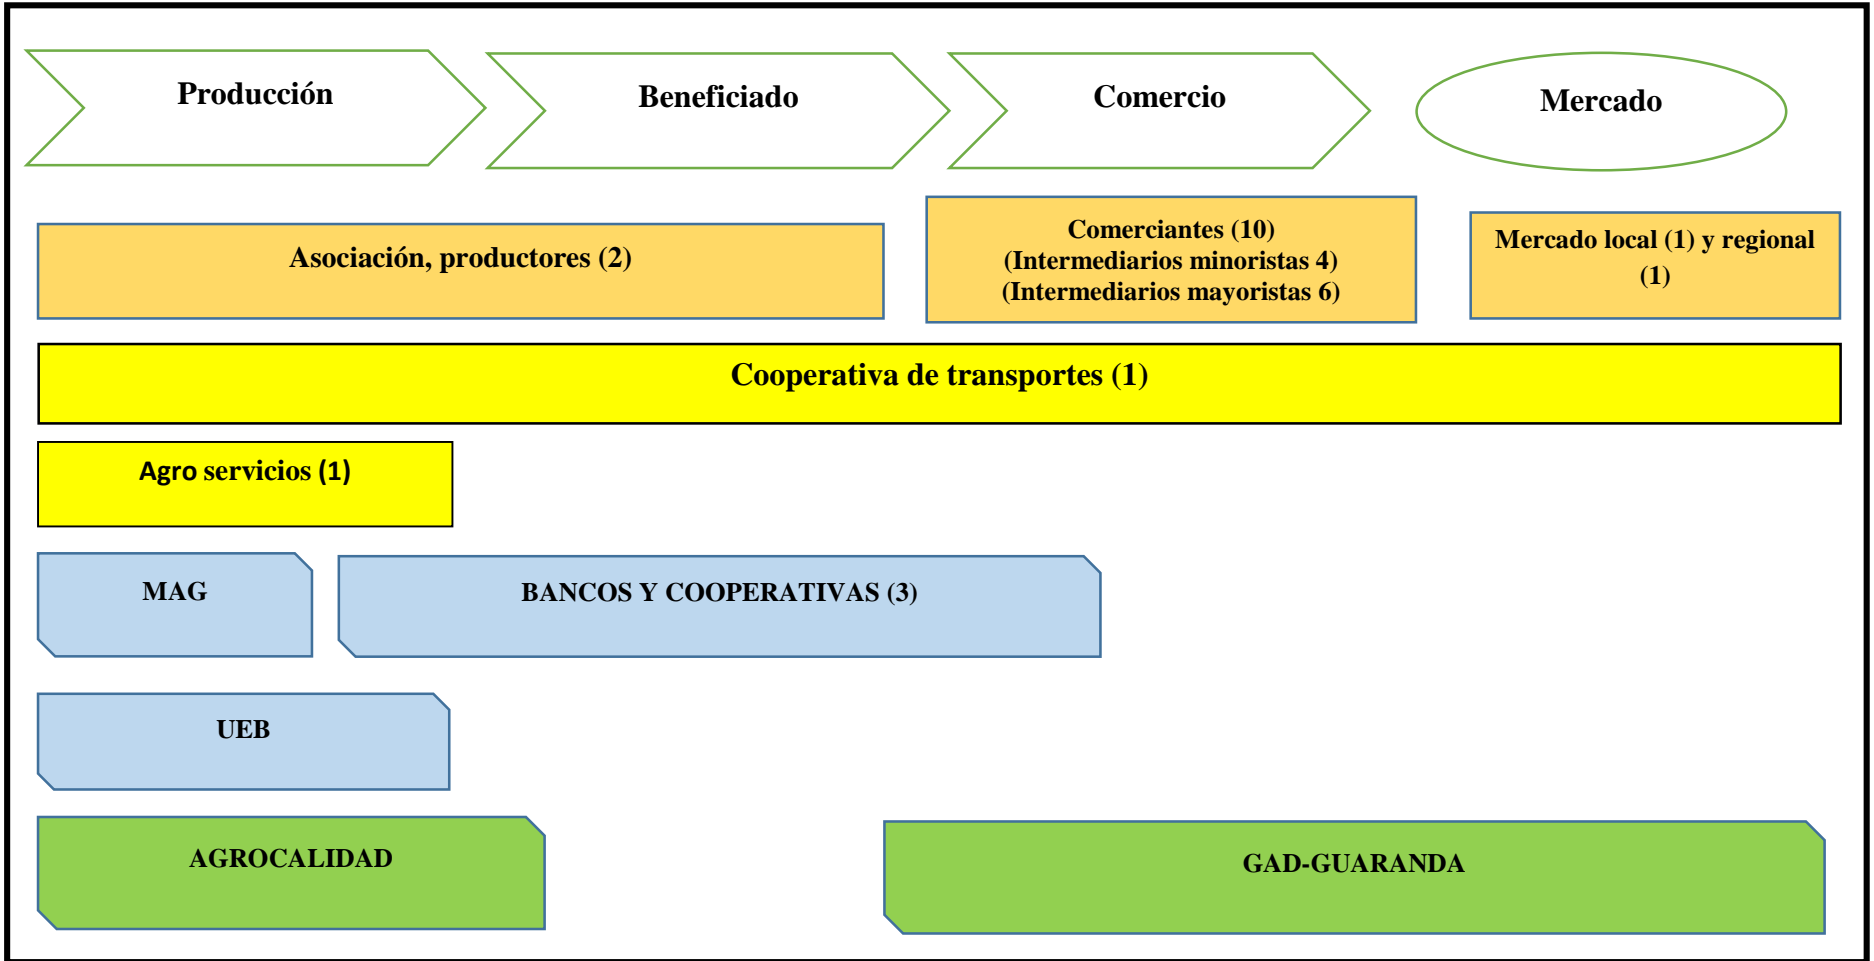 Producción
Beneficiado
Comercio
Mercado
Asociación, productores (2)
Comerciantes (10)
(Intermediarios minoristas 4)
(Intermediarios mayoristas 6)
Mercado local (1) y regional
(1)
Cooperativa de transportes (1)
Agro servicios (1)
MAG
BANCOS Y COOPERATIVAS (3)
UEB
AGROCALIDAD
GAD-GUARANDA